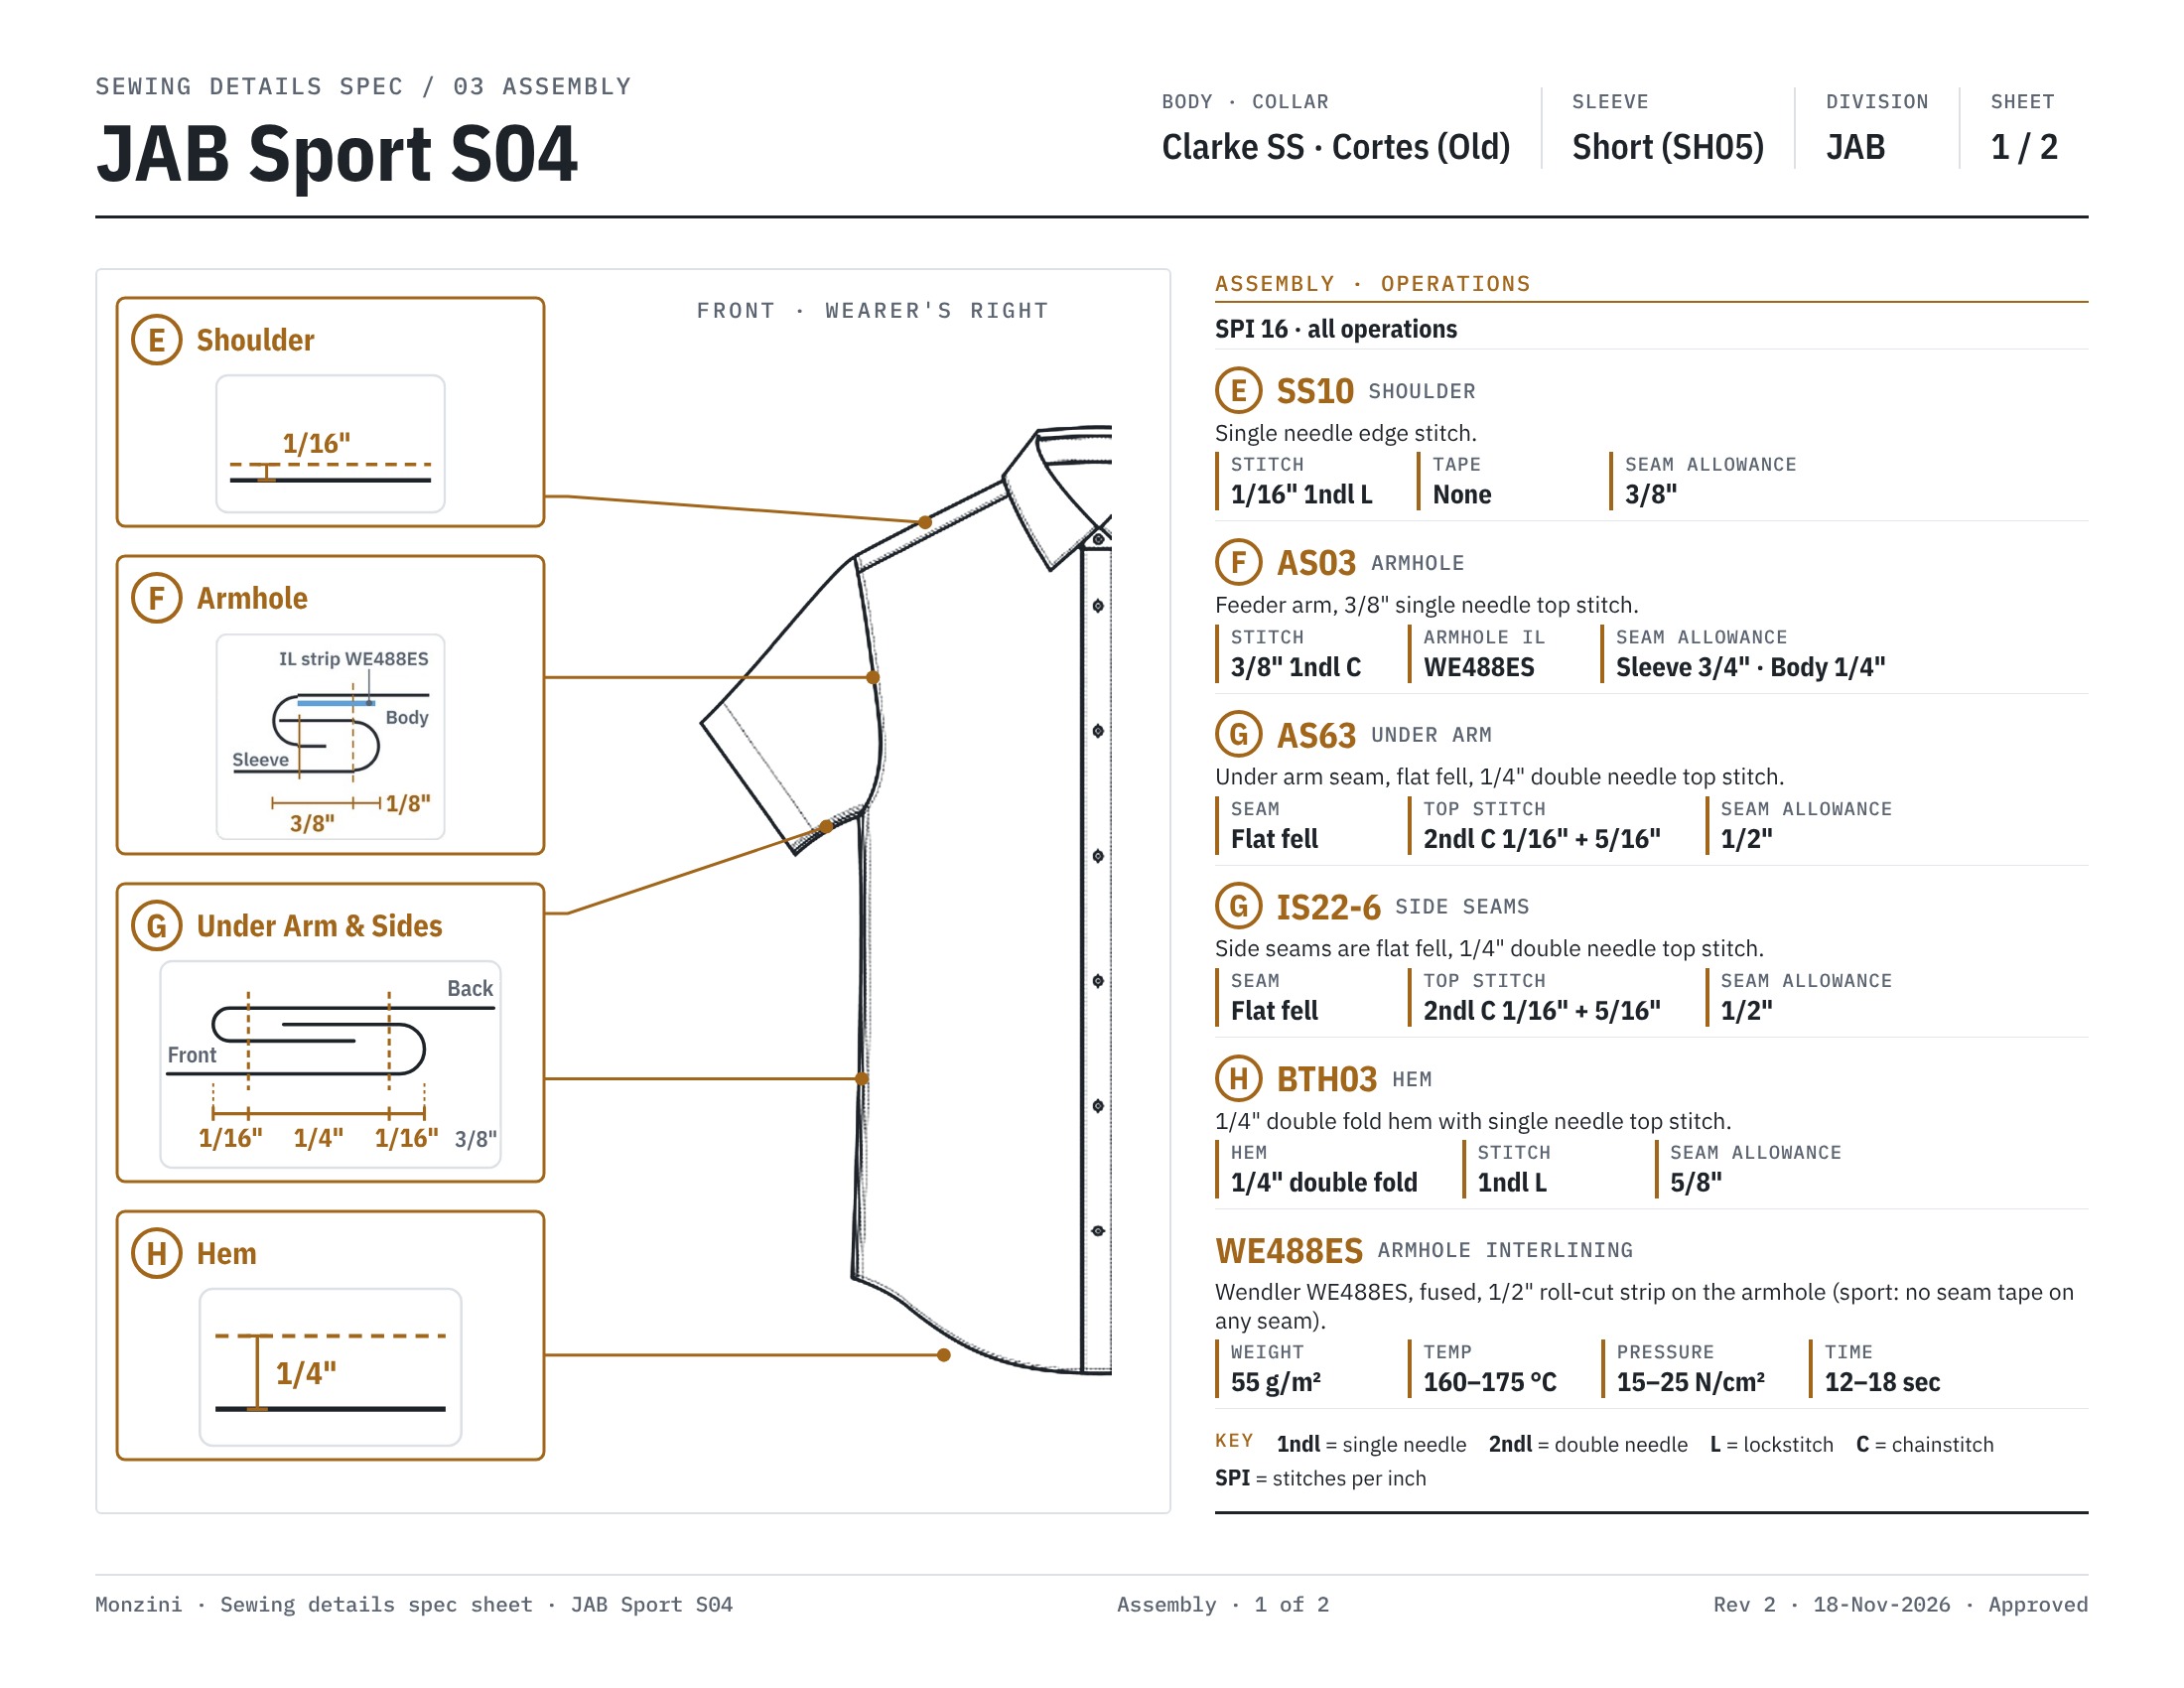 SEWING DETAILS SPEC / 03 ASSEMBLY
JAB Sport S04
BODY · COLLAR
Clarke SS · Cortes (Old)
SLEEVE
Short (SH05)
DIVISION
JAB
SHEET
1 / 2
FRONT · WEARER'S RIGHT
E Shoulder
1/16"
F Armhole
IL strip WE488ES
Body
Sleeve
1/8"
3/8"
G Under Arm & Sides
Back
Front
1/16" 1/4" 1/16" 3/8"
H Hem
1/4"
ASSEMBLY · OPERATIONS
SPI 16 · all operations
E SS10 SHOULDER
Single needle edge stitch.
STITCH TAPE SEAM ALLOWANCE
1/16" 1ndl L None 3/8"
F AS03 ARMHOLE
Feeder arm, 3/8" single needle top stitch.
STITCH ARMHOLE IL SEAM ALLOWANCE
3/8" 1ndl C WE488ES Sleeve 3/4" · Body 1/4"
G AS63 UNDER ARM
Under arm seam, flat fell, 1/4" double needle top stitch.
SEAM TOP STITCH SEAM ALLOWANCE
Flat fell 2ndl C 1/16" + 5/16" 1/2"
G IS22-6 SIDE SEAMS
Side seams are flat fell, 1/4" double needle top stitch.
SEAM TOP STITCH SEAM ALLOWANCE
Flat fell 2ndl C 1/16" + 5/16" 1/2"
H BTH03 HEM
1/4" double fold hem with single needle top stitch.
HEM STITCH SEAM ALLOWANCE
1/4" double fold 1ndl L 5/8"
WE488ES ARMHOLE INTERLINING
Wendler WE488ES, fused, 1/2" roll-cut strip on the armhole (sport: no seam tape on
any seam).
WEIGHT TEMP PRESSURE TIME
55 g/m² 160–175 °C 15–25 N/cm² 12–18 sec
KEY 1ndl = single needle 2ndl = double needle L = lockstitch C = chainstitch
SPI = stitches per inch
Monzini · Sewing details spec sheet · JAB Sport S04
Assembly · 1 of 2
Rev 2 · 18-Nov-2026 · Approved